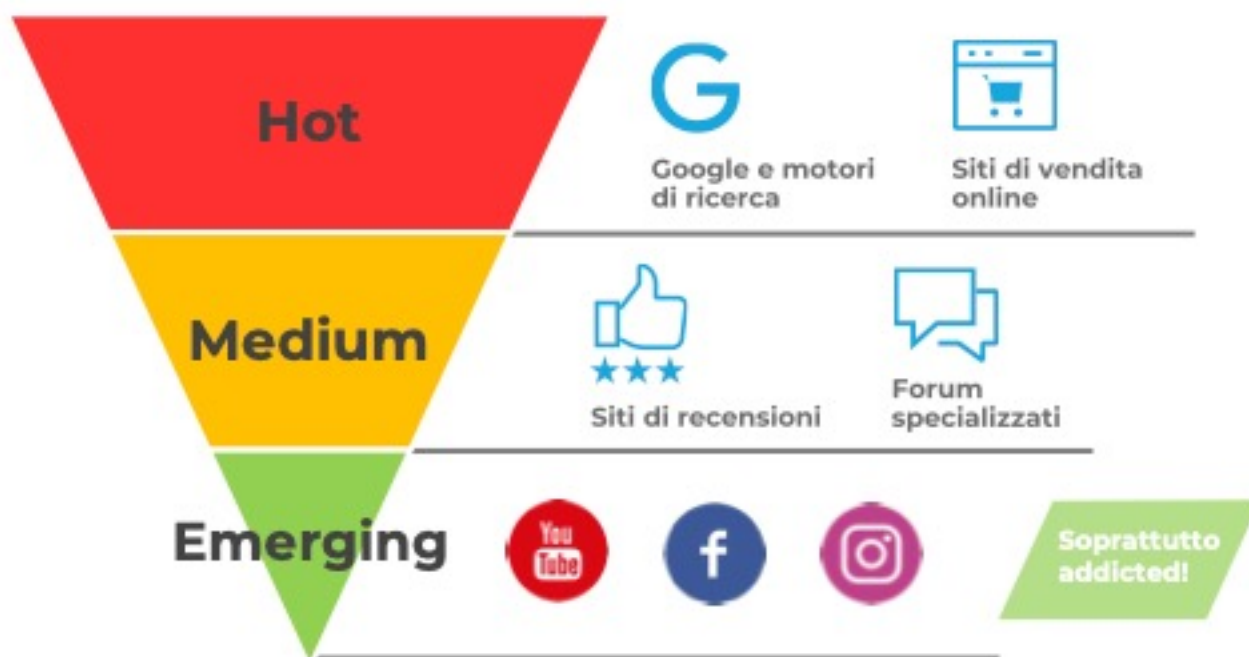 Hot
Google e motori
di ricerca
Siti di vendita
online
Medium
Siti di recensioni
Forum
specializzati
Emerging
You
Tube
Soprattutto
addicted!